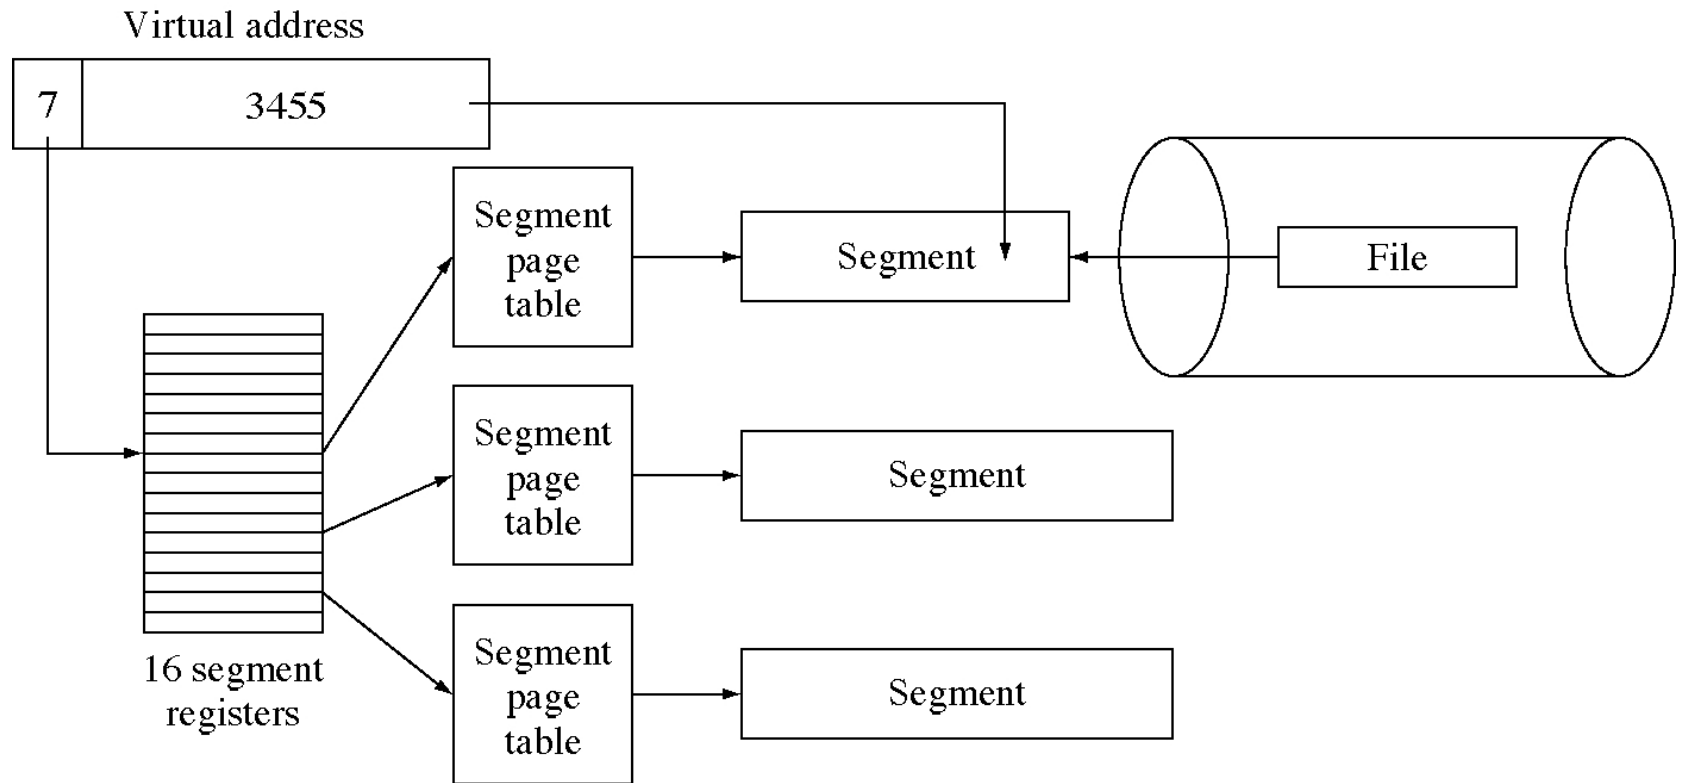 Virtual address
7
3455
Segment
page
table
Segment
File
Segment
page
table
Segment
16 segment
registers
Segment
page
table
Segment